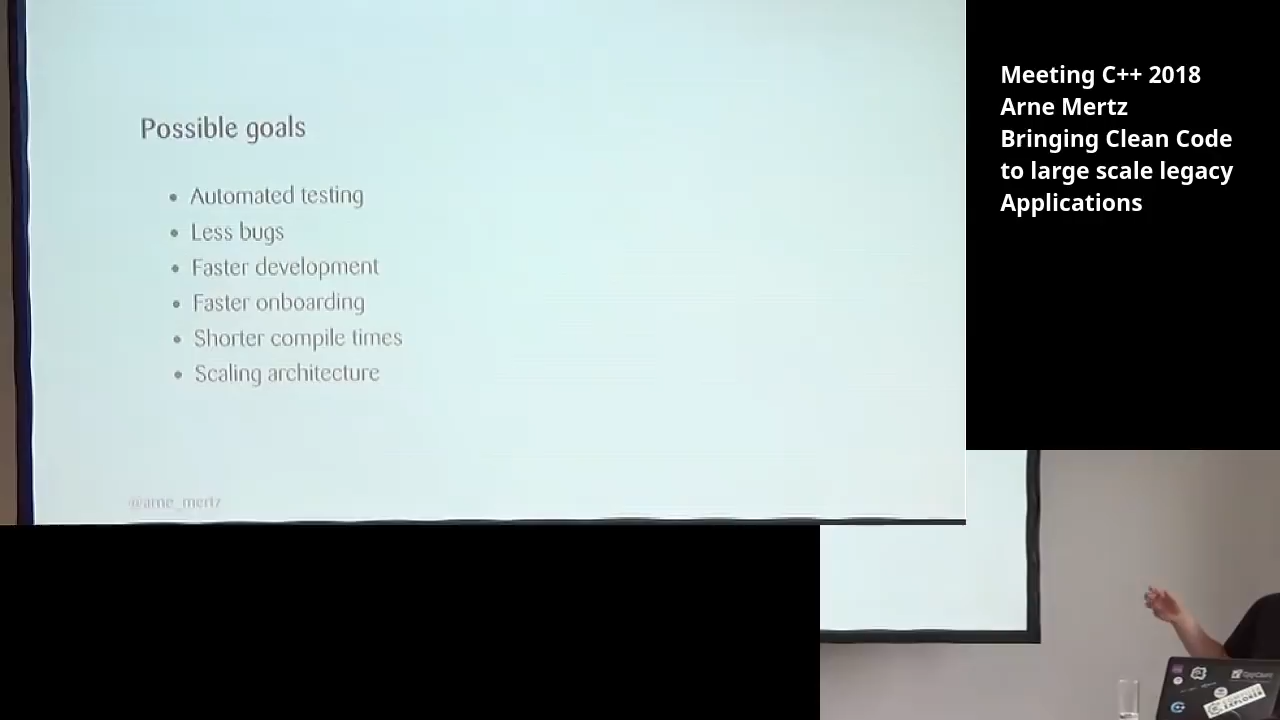 Possible goals
Automated testing
Less bugs
Faster development
Faster onboarding
Shorter compile times
Scaling architecture
@arne_mertz
Meeting C++ 2018
Arne Mertz
Bringing Clean Code
to large scale legacy
Applications
EXPLORER